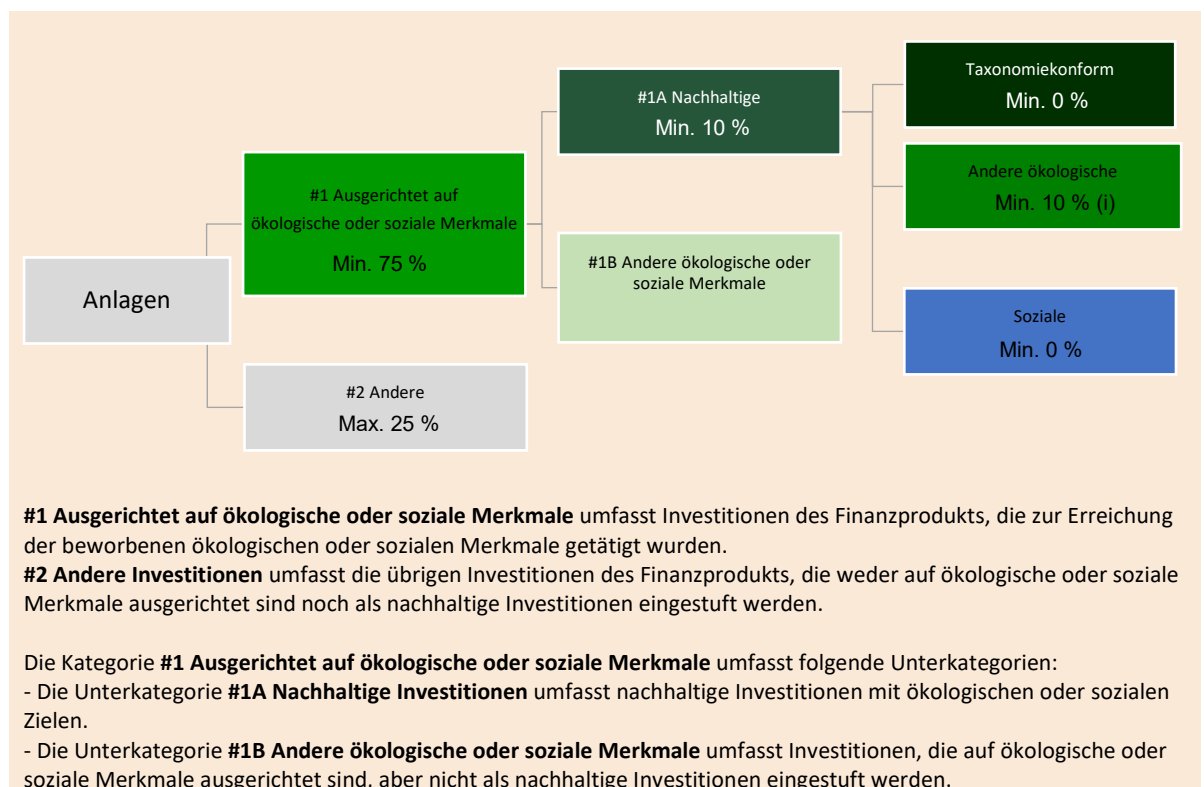 Anlagen
#1 Ausgerichtet auf
ökologische oder soziale Merkmale
Min. 75 %
#2 Andere
Max. 25 %
#1A Nachhaltige
Min. 10 %
#1B Andere ökologische oder
soziale Merkmale
Taxonomiekonform
Min. 0 %
Andere ökologische
Min. 10 % (i)
Soziale
Min. 0 %
#1 Ausgerichtet auf ökologische oder soziale Merkmale umfasst Investitionen des Finanzprodukts, die zur Erreichung
der beworbenen ökologischen oder sozialen Merkmale getätigt wurden.
#2 Andere Investitionen umfasst die übrigen Investitionen des Finanzprodukts, die weder auf ökologische oder soziale
Merkmale ausgerichtet sind noch als nachhaltige Investitionen eingestuft werden.
Die Kategorie #1 Ausgerichtet auf ökologische oder soziale Merkmale umfasst folgende Unterkategorien:
- Die Unterkategorie #1A Nachhaltige Investitionen umfasst nachhaltige Investitionen mit ökologischen oder sozialen
Zielen.
- Die Unterkategorie #1B Andere ökologische oder soziale Merkmale umfasst Investitionen, die auf ökologische oder
soziale Merkmale ausgerichtet sind, aber nicht als nachhaltige Investitionen eingestuft werden.